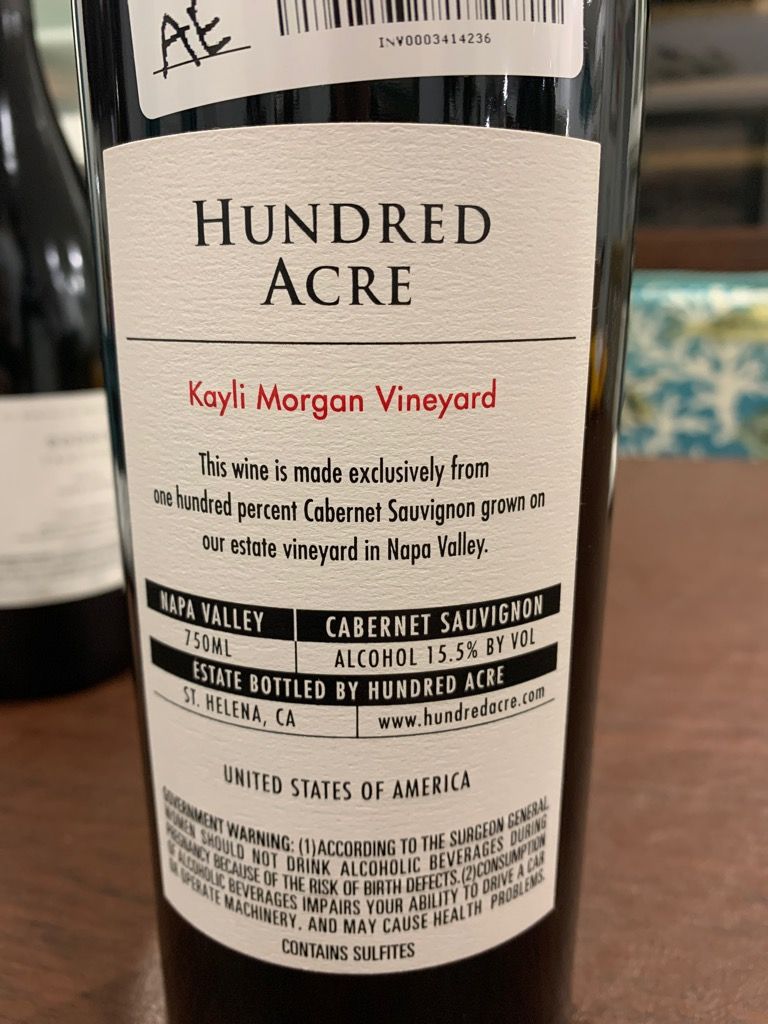 AE
INV0003414236
HUNDRED
ACRE
Kayli Morgan Vineyard
This wine is made exclusively from
one hundred percent Cabernet Sauvignon grown on
our estate vineyard in Napa Valley.
NAPA VALLEY CABERNET SAUVIGNON
750ML ALCOHOL 15.5% BY VOL
ESTATE BOTTLED BY HUNDRED ACRE
ST. HELENA, CA www.hundredacre.com
UNITED STATES OF AMERICA
GOVERNMENT WARNING: (1)ACCORDING TO THE SURGEON GENERAL
WOMEN SHOULD NOT DRINK ALCOHOLIC BEVERAGES DURING
PREGNANCY BECAUSE OF THE RISK OF BIRTH DEFECTS.(2)CONSUMPTION
OF ALCOHOLIC BEVERAGES IMPAIRS YOUR ABILITY TO DRIVE A CAR
OR OPERATE MACHINERY, AND MAY CAUSE HEALTH PROBLEMS.
CONTAINS SULFITES